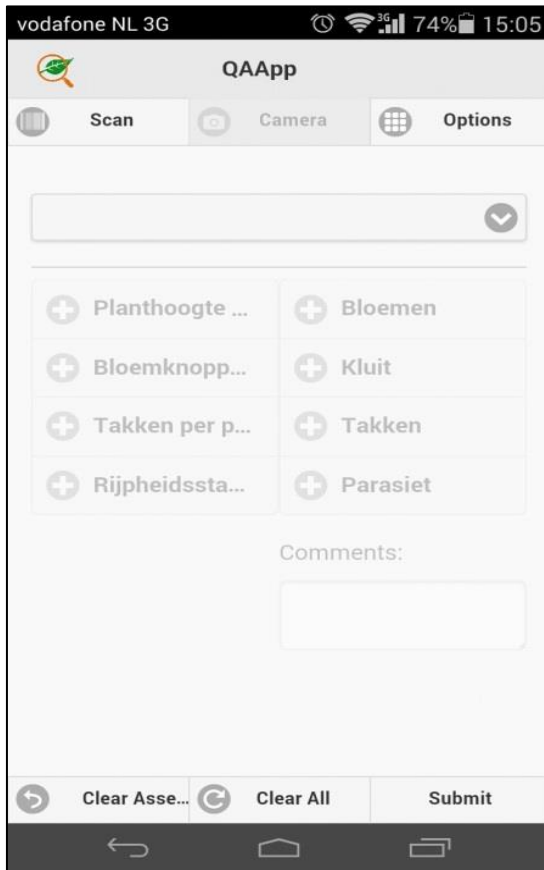 vodafone NL 3G 3G 74% 15:05
QAApp
Scan Camera Options
Planthoogte ... Bloemen
Bloemknopp... Kluit
Takken per p... Takken
Rijpheidssta... Parasiet
Comments:
Clear Asse... Clear All Submit